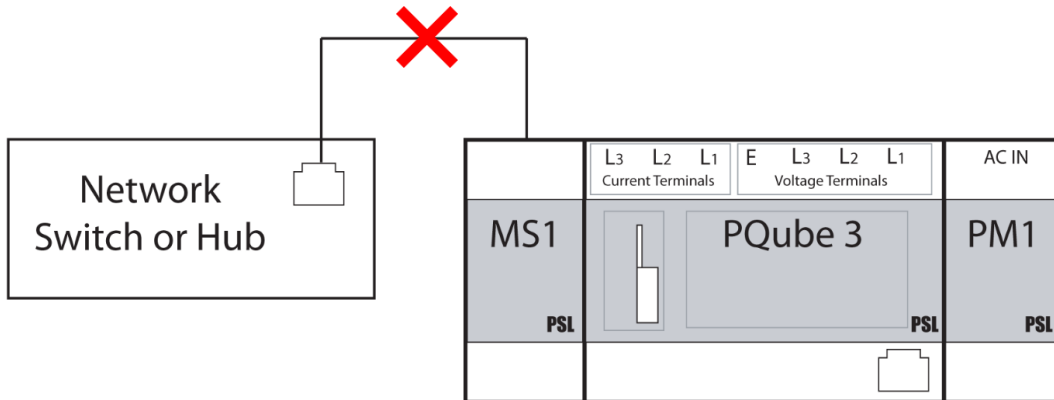 Network
Switch or Hub
L3 L2 L1
Current Terminals
E L3 L2 L1
Voltage Terminals
AC IN
MS1
PQube 3
PM1
PSL
PSL
PSL